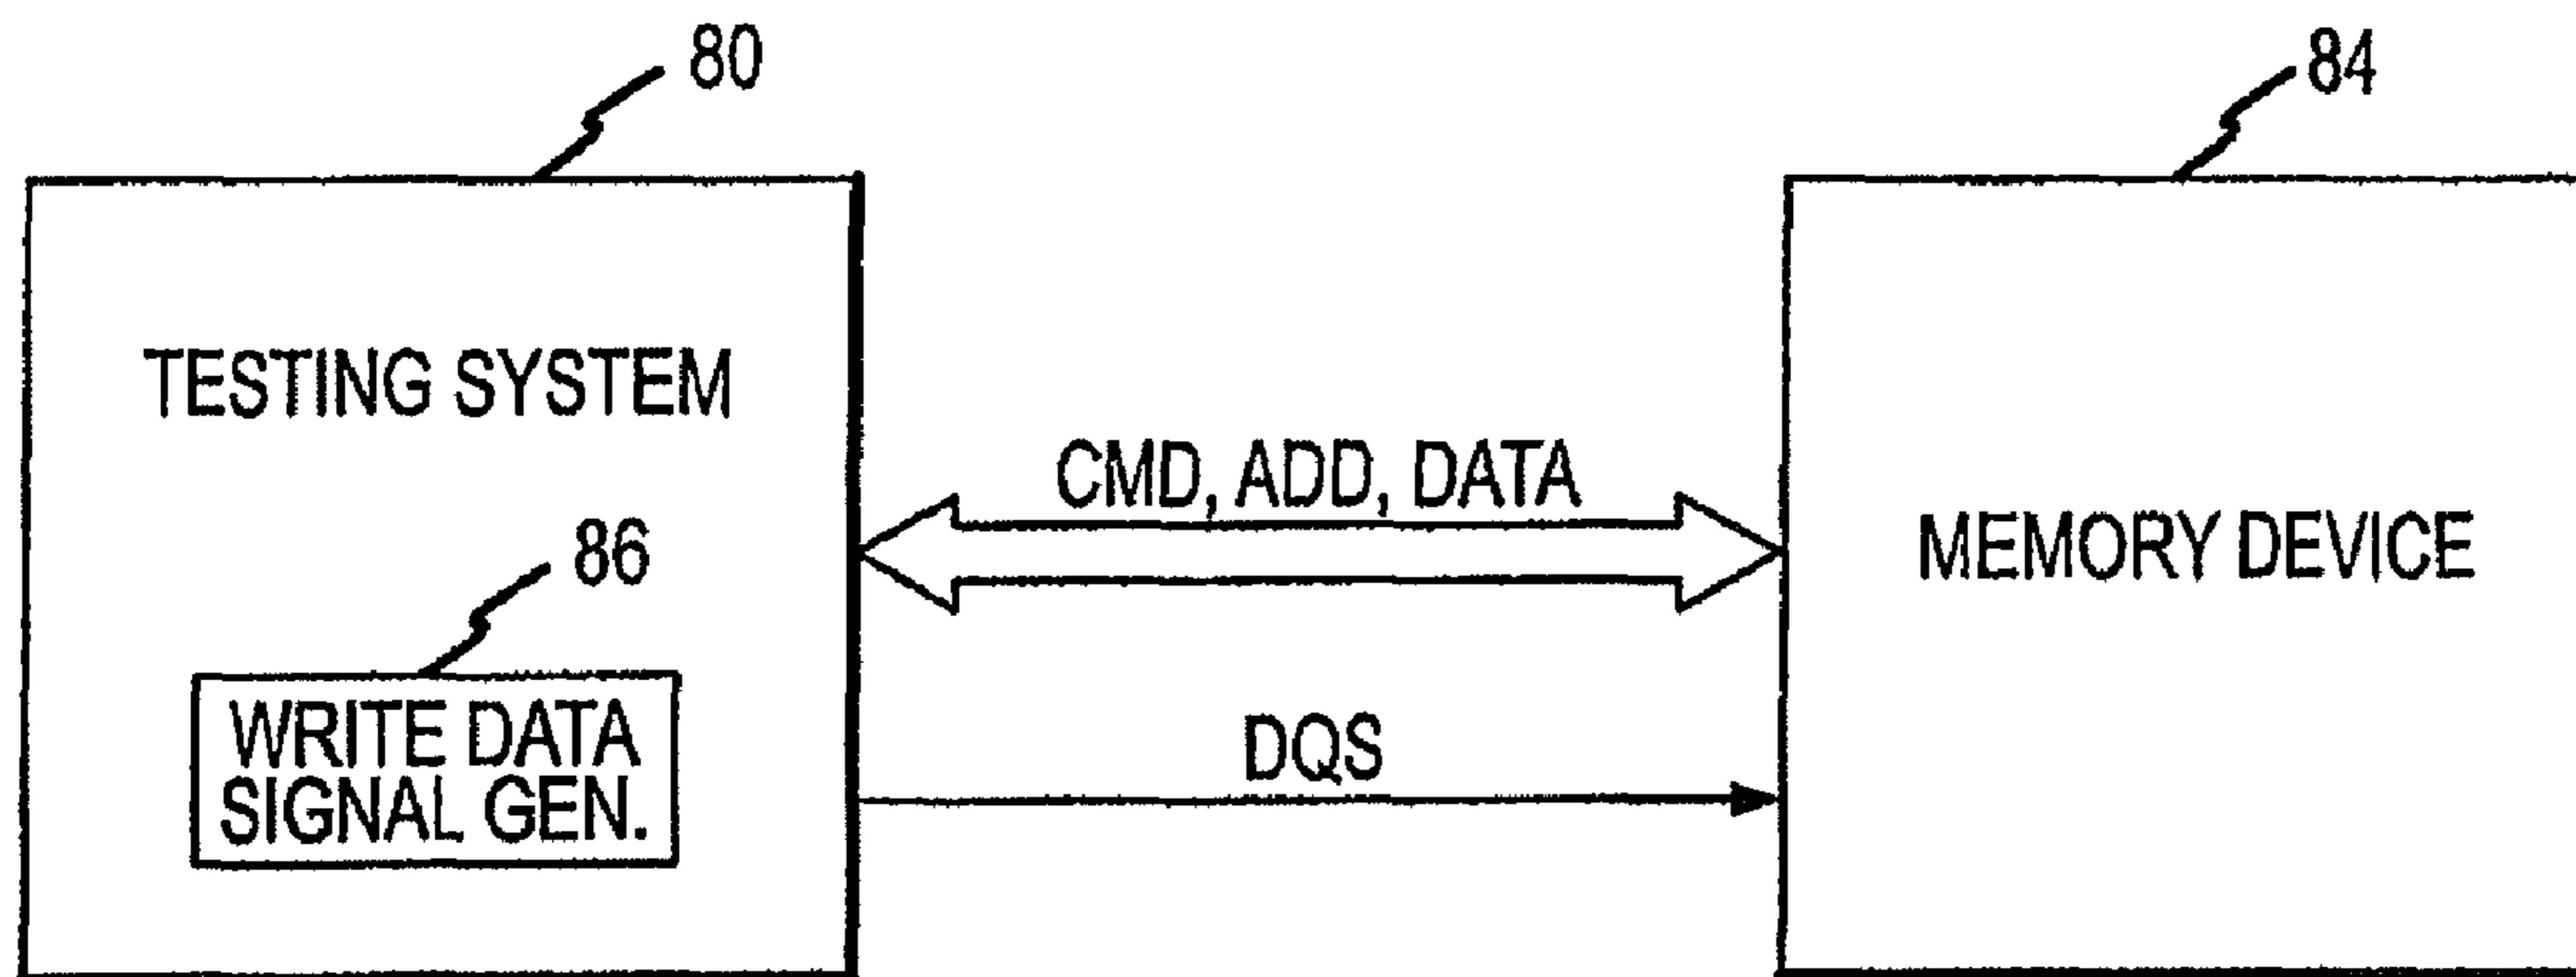 80
84
TESTING SYSTEM
CMD, ADD, DATA
MEMORY DEVICE
86
WRITE DATA
SIGNAL GEN.
DQS